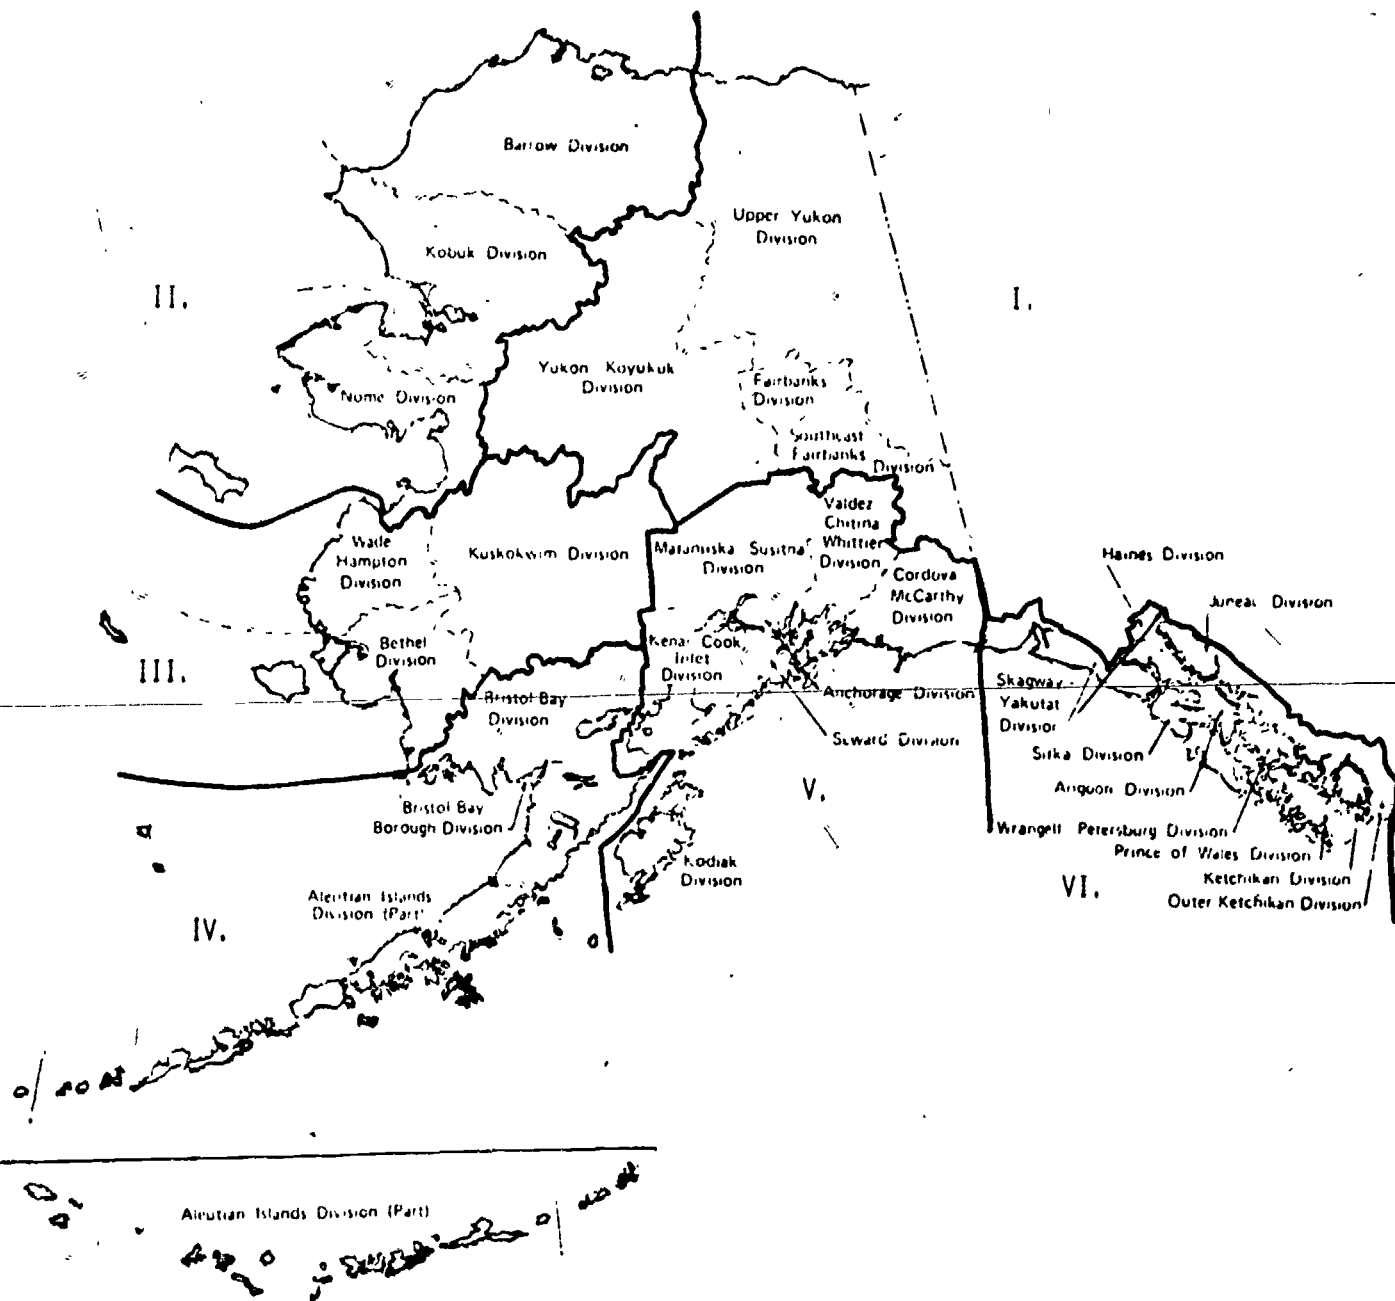 Barrow Division
Upper Yukon
Division
Kobuk Division
II.
I.
Yukon Koyukuk
Division
Fairbanks
Division
Nome Division
Southeast
Fairbanks
Division
Valdez
Chitina
Whittier
Division
Wade
Hampton
Division
Kuskokwim Division
Matanuska Susitna
Division
Cordova
McCarthy
Division
Haines Division
Juneau Division
Bethel
Division
Kenai Cook
Inlet
Division
III.
Bristol Bay
Division
Anchorage Division
Skagway
Yakutat
Division
Seward Division
Sitka Division
V.
Angoon Division
Bristol Bay
Borough Division
Wrangell Petersburg Division
Prince of Wales Division
Kodiak
Division
VI.
Ketchikan Division
Outer Ketchikan Division
Aleutian Islands
Division (Part)
IV.
Aleutian Islands Division (Part)